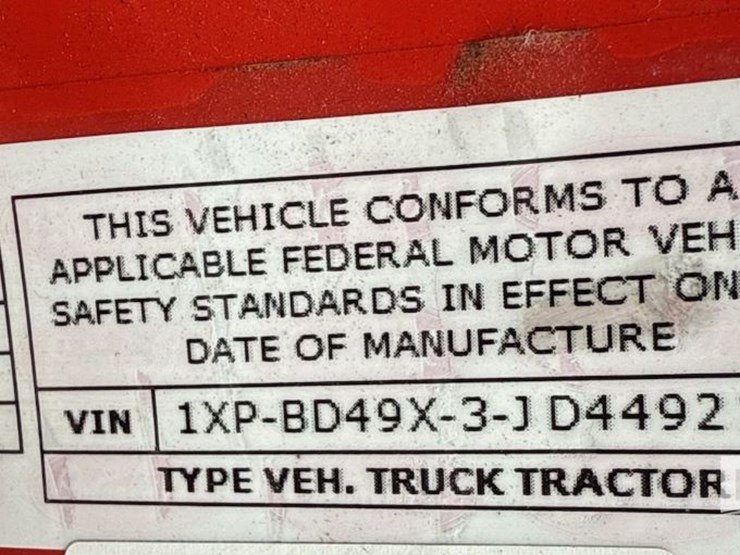 THIS VEHICLE CONFORMS TO A
APPLICABLE FEDERAL MOTOR VEH
SAFETY STANDARDS IN EFFECT ON
DATE OF MANUFACTURE
VIN 1XP-BD49X-3-JD4492
TYPE VEH. TRUCK TRACTOR